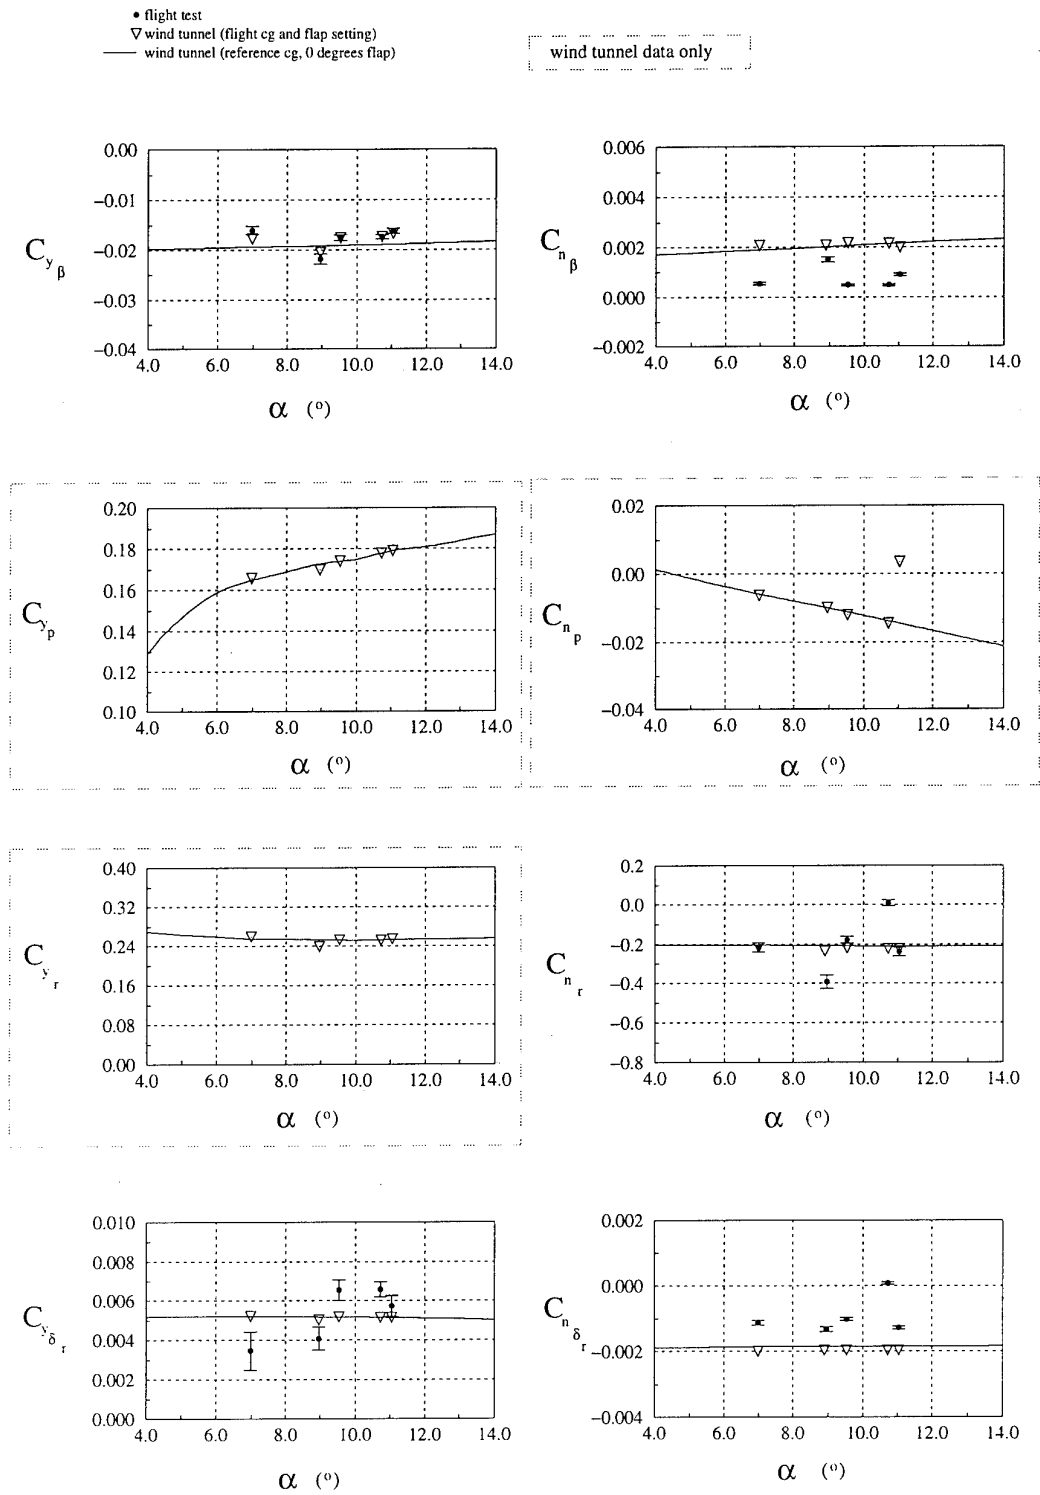 flight test
wind tunnel (flight cg and flap setting)
wind tunnel (reference cg, 0 degrees flap)
wind tunnel data only
0.00
−0.01
−0.02
−0.03
−0.04
C y β
4.0 6.0 8.0 10.0 12.0 14.0
α (°)
0.006
0.004
0.002
0.000
−0.002
C n β
4.0 6.0 8.0 10.0 12.0 14.0
α (°)
0.20
0.18
0.16
0.14
0.12
0.10
C y p
4.0 6.0 8.0 10.0 12.0 14.0
α (°)
0.02
0.00
−0.02
−0.04
C n p
4.0 6.0 8.0 10.0 12.0 14.0
α (°)
0.40
0.32
0.24
0.16
0.08
0.00
C y r
4.0 6.0 8.0 10.0 12.0 14.0
α (°)
0.2
0.0
−0.2
−0.4
−0.6
−0.8
C n r
4.0 6.0 8.0 10.0 12.0 14.0
α (°)
0.010
0.008
0.006
0.004
0.002
0.000
C y δ r
4.0 6.0 8.0 10.0 12.0 14.0
α (°)
0.002
0.000
−0.002
−0.004
C n δ r
4.0 6.0 8.0 10.0 12.0 14.0
α (°)